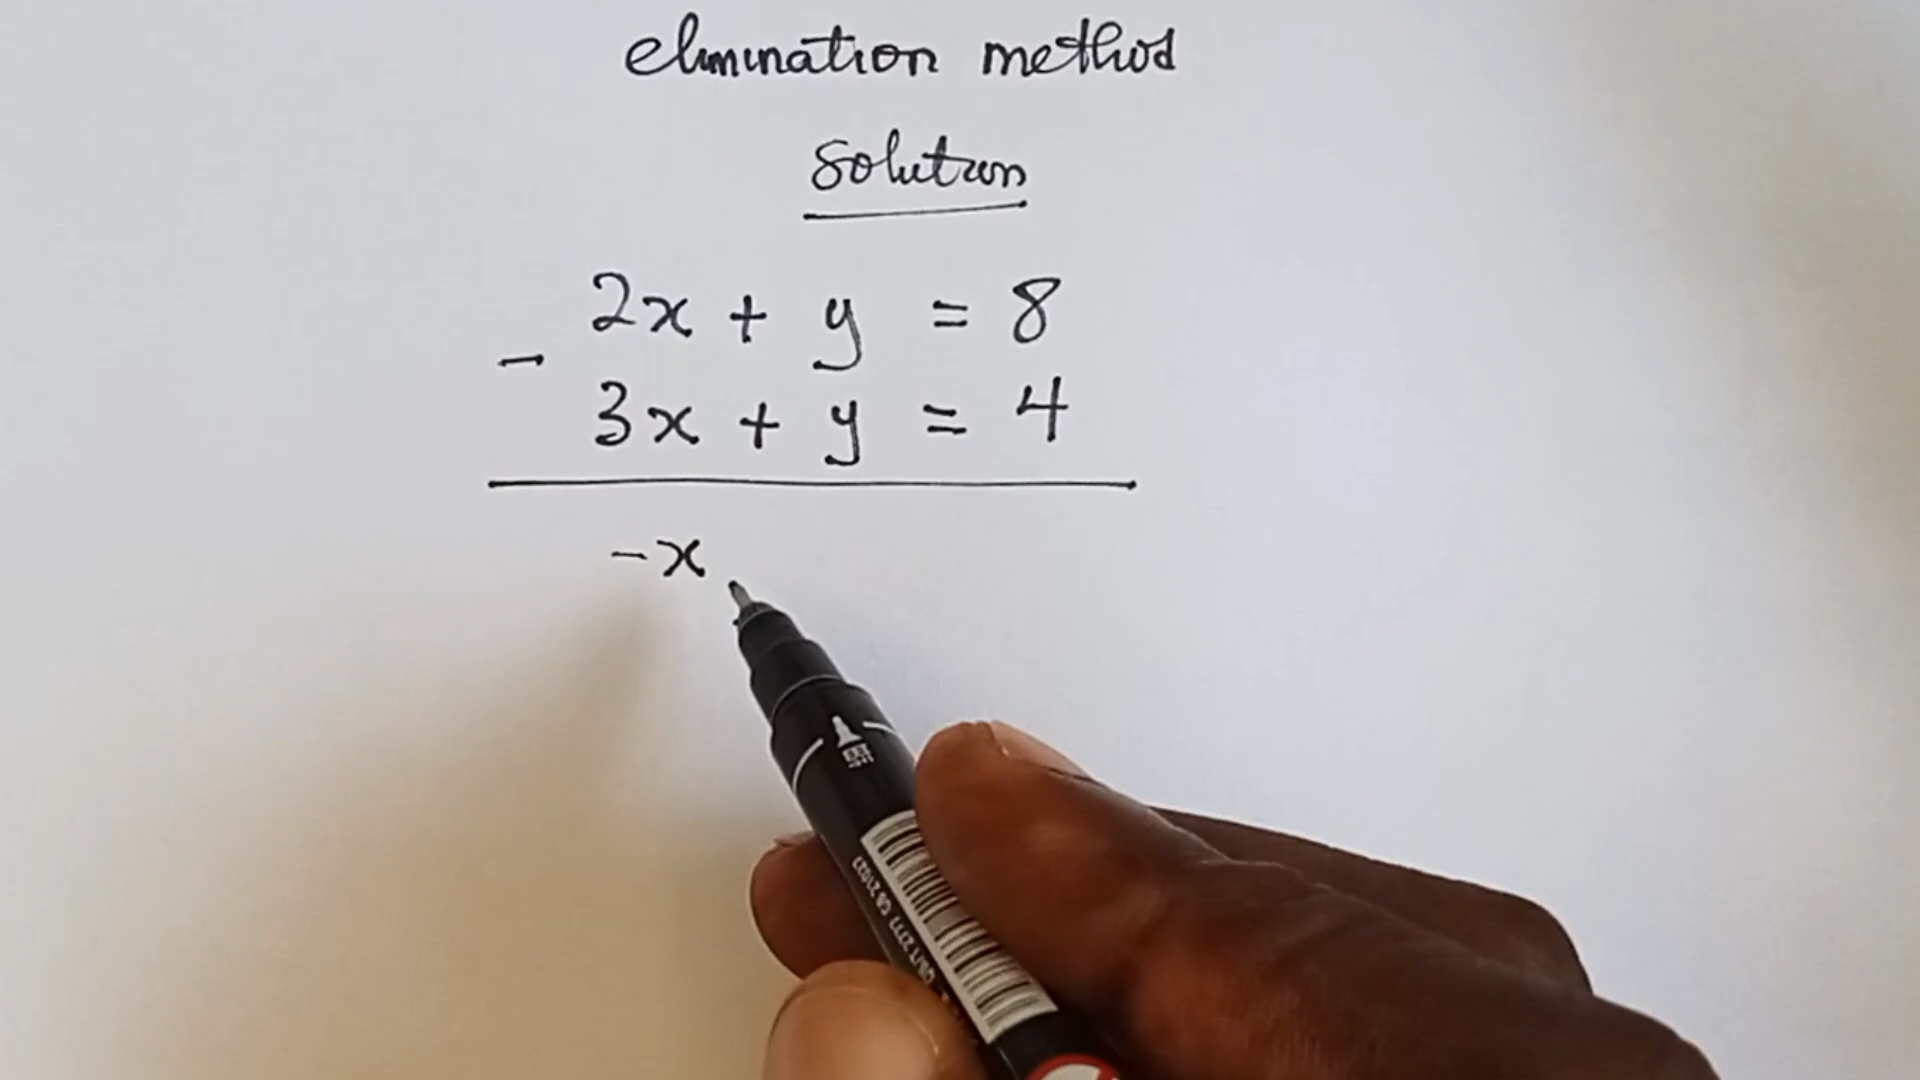 elimination method
solution
2x + y = 8
-
3x + y = 4
-x